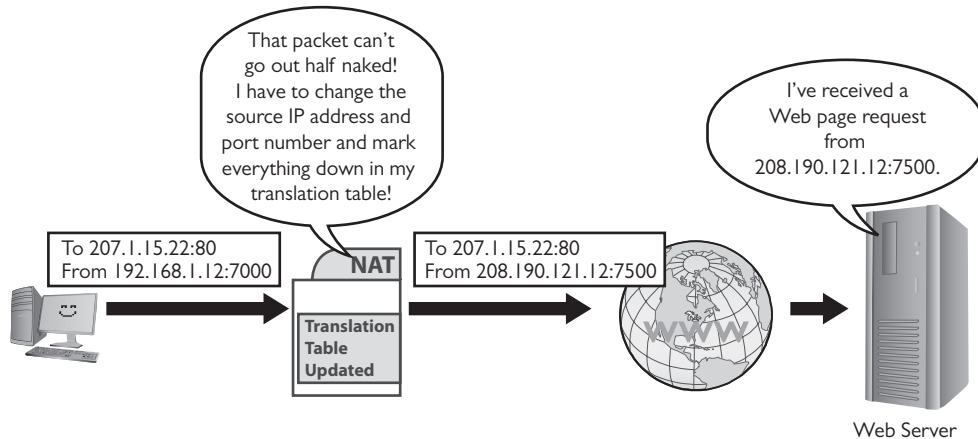 That packet can't
go out half naked!
I have to change the
source IP address and
port number and mark
everything down in my
translation table!
I've received a
Web page request
from
208.190.121.12:7500.
To 207.1.15.22:80
From 192.168.1.12:7000
NAT
To 207.1.15.22:80
From 208.190.121.12:7500
Translation
Table
Updated
WWW
Web Server